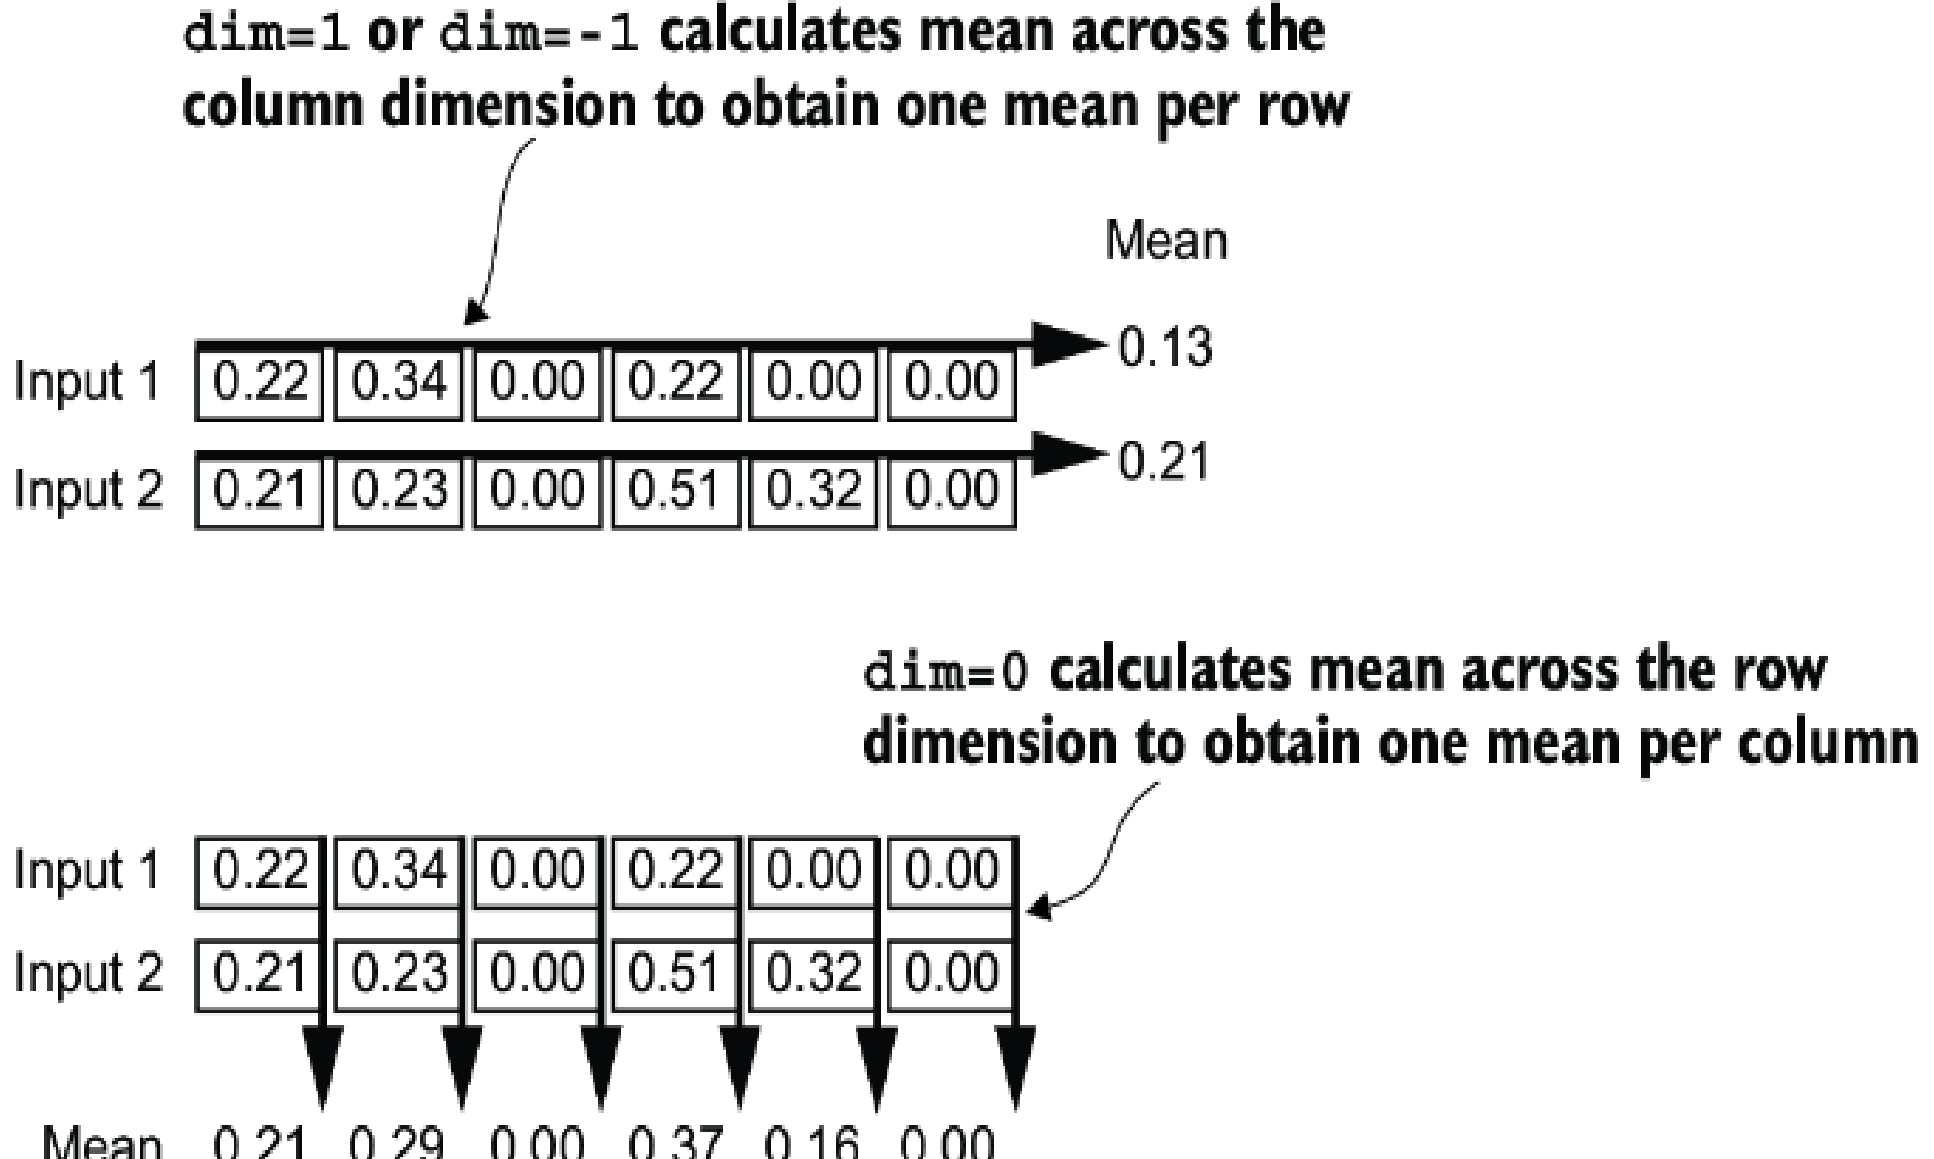 dim=1 or dim=-1 calculates mean across the
column dimension to obtain one mean per row
Mean
Input 1 0.22 0.34 0.00 0.22 0.00 0.00 0.13
Input 2 0.21 0.23 0.00 0.51 0.32 0.00 0.21
dim=0 calculates mean across the row
dimension to obtain one mean per column
Input 1 0.22 0.34 0.00 0.22 0.00 0.00
Input 2 0.21 0.23 0.00 0.51 0.32 0.00
Mean 0.21 0.29 0.00 0.37 0.16 0.00